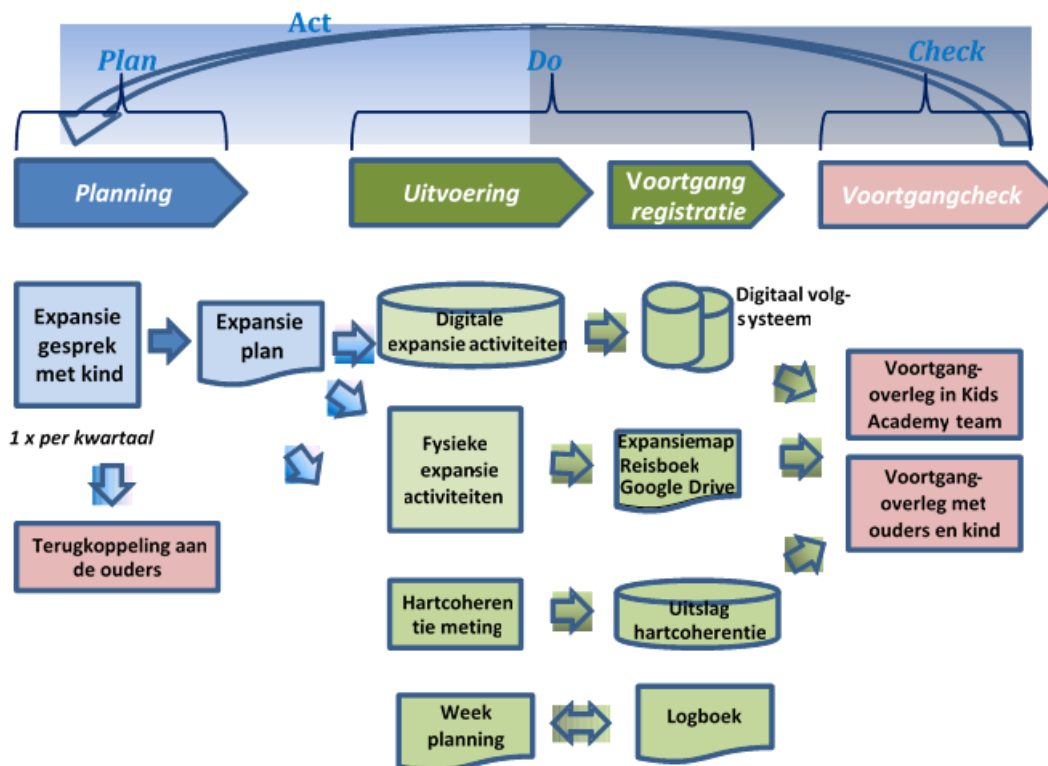 Act
Plan
Do
Check
Planning
Uitvoering
Voortgang
registratie
Voortgangcheck
Expansie
gesprek
met kind
Expansie
plan
Digitale
expansie activiteiten
Digitaal volg-
systeem
1 x per kwartaal
Terugkoppeling aan
de ouders
Fysieke
expansie
activiteiten
Expansiemap
Reisboek
Google Drive
Voortgang-
overleg in Kids
Academy team
Voortgang-
overleg met
ouders en kind
Hartcoheren
tie meting
Uitslag
hartcoherentie
Week
planning
Logboek